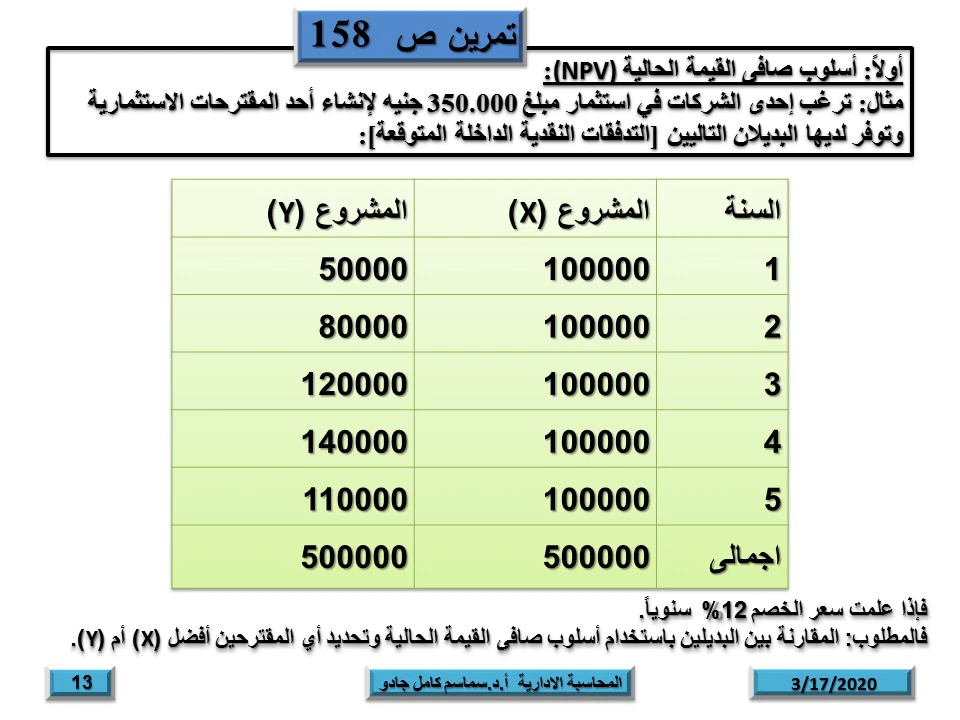 تمرين ص 158
أولاً: أسلوب صافى القيمة الحالية (NPV):
مثال: ترغب إحدى الشركات في استثمار مبلغ 350.000 جنيه لإنشاء أحد المقترحات الاستثمارية
وتوفر لديها البديلان التاليين [التدفقات النقدية الداخلة المتوقعة]:
السنة المشروع (X) المشروع (Y)
1 100000 50000
2 100000 80000
3 100000 120000
4 100000 140000
5 100000 110000
اجمالى 500000 500000
فإذا علمت سعر الخصم 12% سنوياً.
فالمطلوب: المقارنة بين البديلين باستخدام أسلوب صافى القيمة الحالية وتحديد أي المقترحين أفضل (X) أم (Y).
3/17/2020 المحاسبة الادارية أ.د.سماسم كامل جادو 13